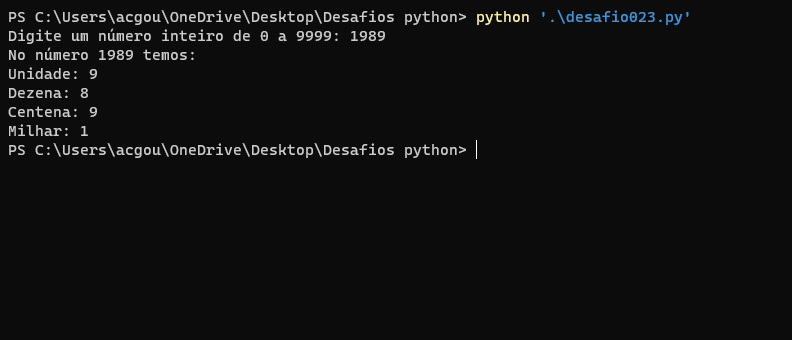 PS C:\Users\acgou\OneDrive\Desktop\Desafios python> python '.\desafio023.py'
Digite um número inteiro de 0 a 9999: 1989
No número 1989 temos:
Unidade: 9
Dezena: 8
Centena: 9
Milhar: 1
PS C:\Users\acgou\OneDrive\Desktop\Desafios python>